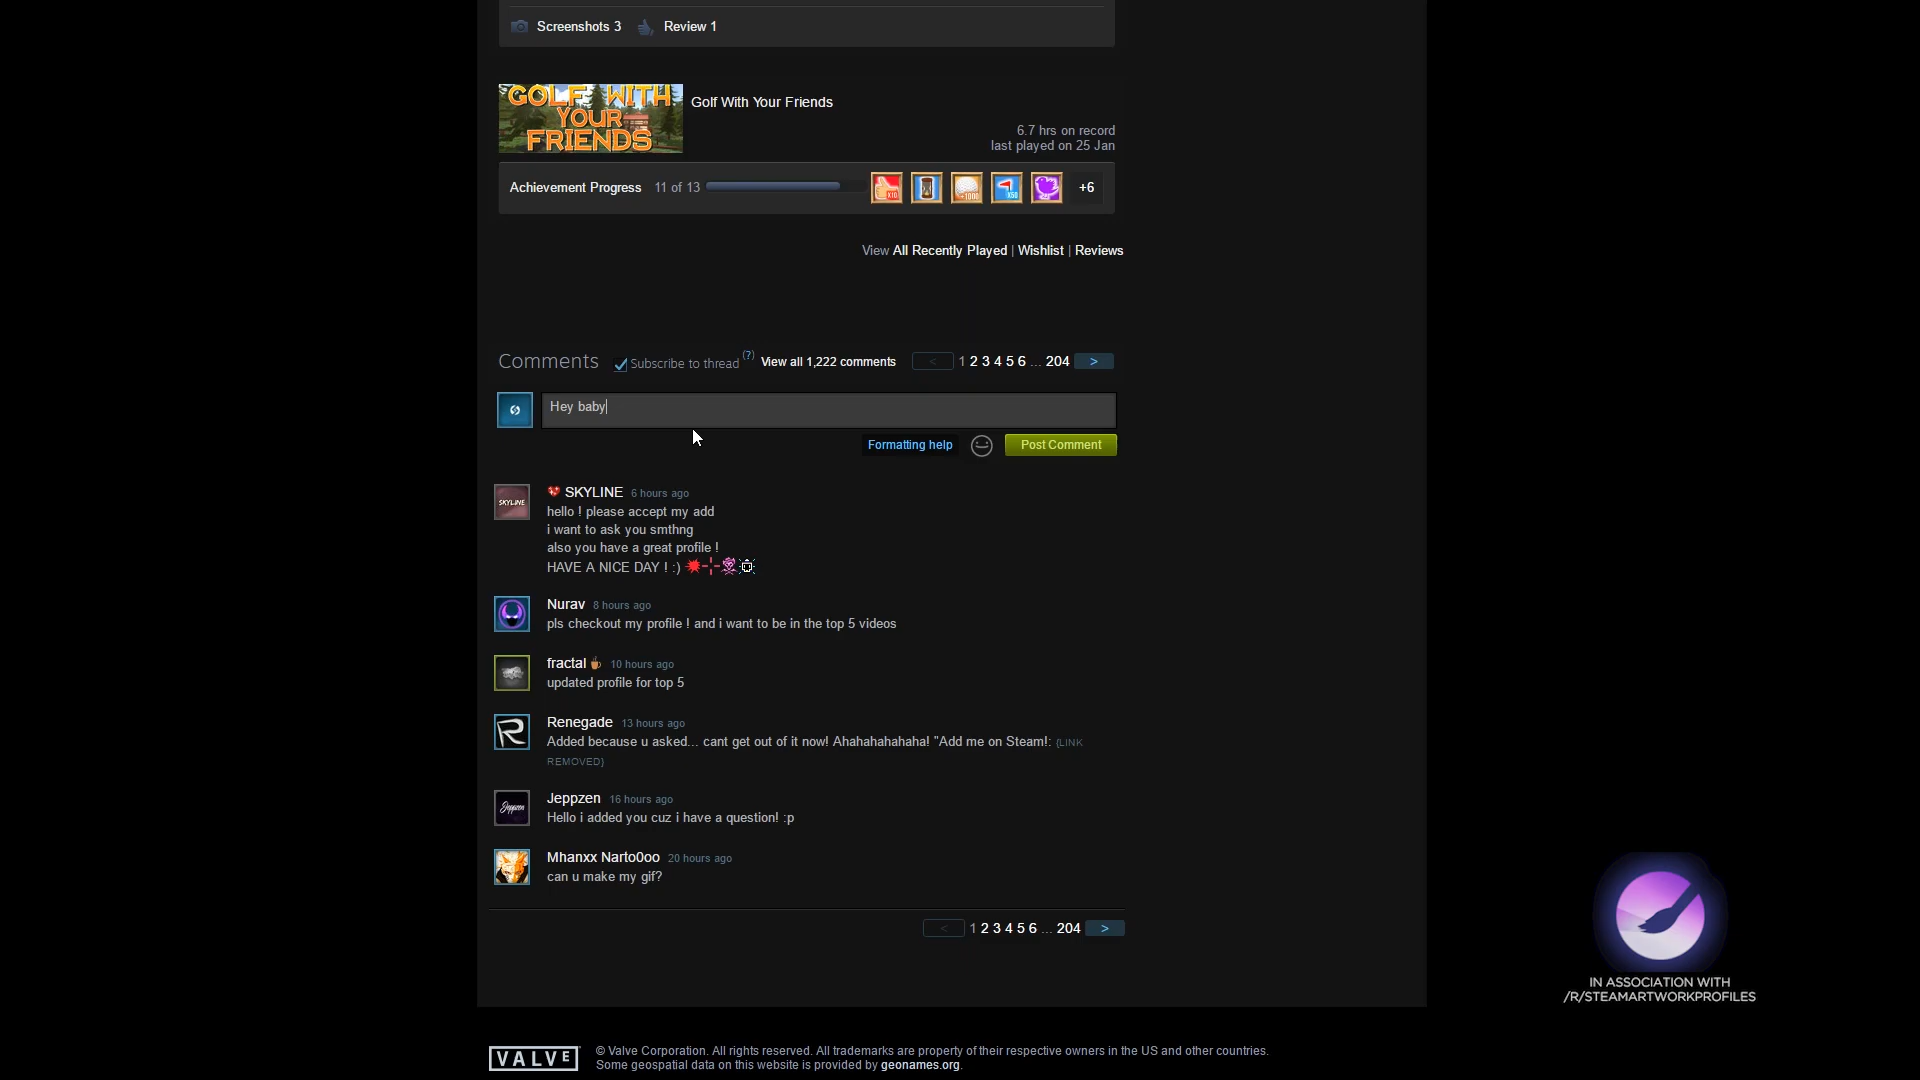 Screenshots 3 Review 1
GOLF WITH
YOUR
FRIENDS
Golf With Your Friends
6.7 hrs on record
last played on 25 Jan
Achievement Progress 11 of 13 +6
View All Recently Played | Wishlist | Reviews
Comments Subscribe to thread (?) View all 1,222 comments < 1 2 3 4 5 6 ... 204 >
Hey baby
Formatting help Post Comment
SKYLINE 6 hours ago
SKYLINE
hello ! please accept my add
i want to ask you smthng
also you have a great profile !
HAVE A NICE DAY ! :)
Nurav 8 hours ago
pls checkout my profile ! and i want to be in the top 5 videos
fractal 10 hours ago
updated profile for top 5
Renegade 13 hours ago
R
Added because u asked... cant get out of it now! Ahahahahahaha! "Add me on Steam!: {LINK
REMOVED}
Jeppzen 16 hours ago
Jeppzen
Hello i added you cuz i have a question! :p
Mhanxx Narto0oo 20 hours ago
can u make my gif?
< 1 2 3 4 5 6 ... 204 >
IN ASSOCIATION WITH
/R/STEAMARTWORKPROFILES
VALVE
© Valve Corporation. All rights reserved. All trademarks are property of their respective owners in the US and other countries.
Some geospatial data on this website is provided by geonames.org.